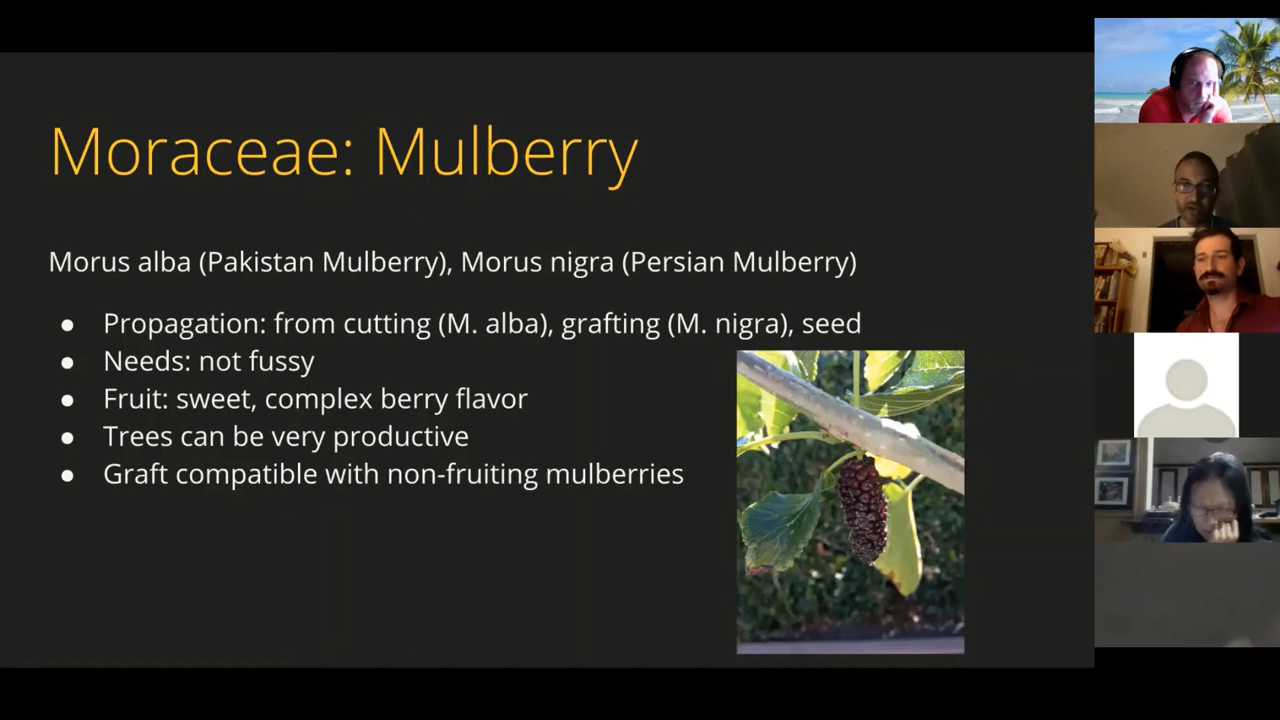 Moraceae: Mulberry
Morus alba (Pakistan Mulberry), Morus nigra (Persian Mulberry)
● Propagation: from cutting (M. alba), grafting (M. nigra), seed
● Needs: not fussy
● Fruit: sweet, complex berry flavor
● Trees can be very productive
● Graft compatible with non-fruiting mulberries